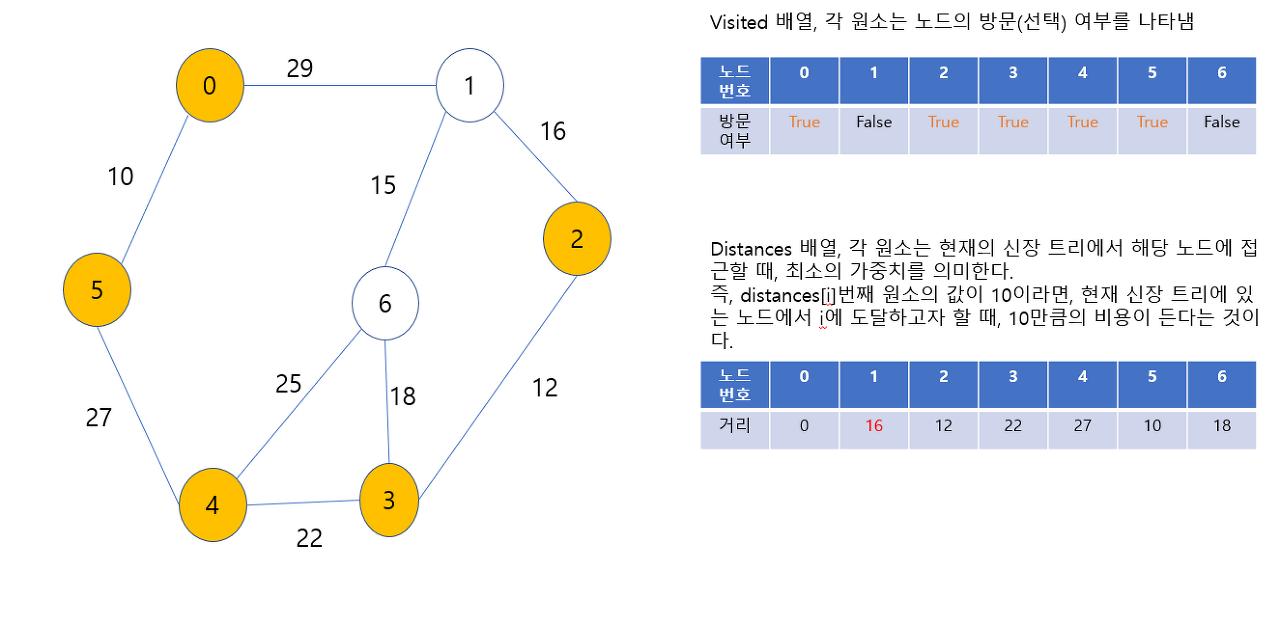 Visited 배열, 각 원소는 노드의 방문(선택) 여부를 나타냄
노드 번호 0 1 2 3 4 5 6
방문 여부 True False True True True True False
Distances 배열, 각 원소는 현재의 신장 트리에서 해당 노드에 접
근할 때, 최소의 가중치를 의미한다.
즉, distances[i]번째 원소의 값이 10이라면, 현재 신장 트리에 있
는 노드에서 i에 도달하고자 할 때, 10만큼의 비용이 든다는 것이
다.
노드 번호 0 1 2 3 4 5 6
거리 0 16 12 22 27 10 18
29
0
1
16
10
15
2
5
6
25
18
12
27
4
3
22